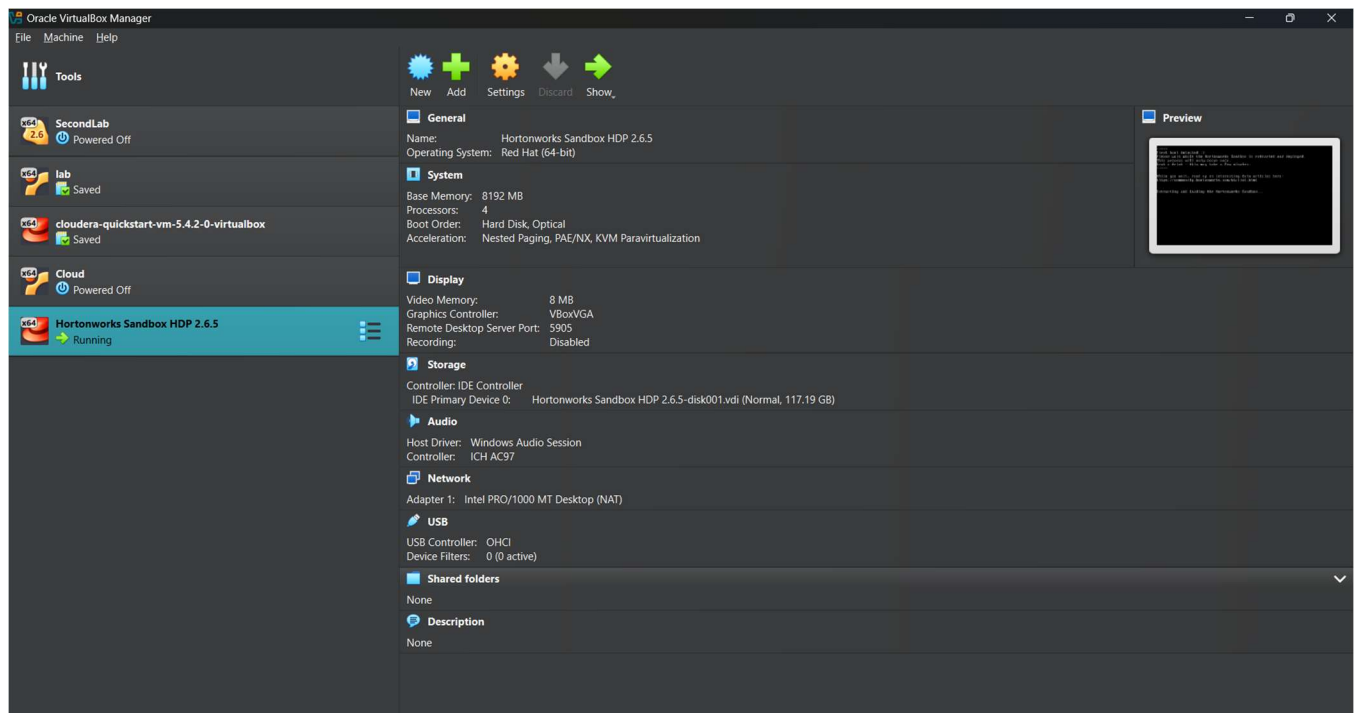 Oracle VirtualBox Manager
File Machine Help
Tools
New Add Settings Discard Show
x64 2.6 SecondLab
Powered Off
x64 lab
Saved
x64 cloudera-quickstart-vm-5.4.2-0-virtualbox
Saved
x64 Cloud
Powered Off
x64 Hortonworks Sandbox HDP 2.6.5
Running
General
Name: Hortonworks Sandbox HDP 2.6.5
Operating System: Red Hat (64-bit)
System
Base Memory: 8192 MB
Processors: 4
Boot Order: Hard Disk, Optical
Acceleration: Nested Paging, PAE/NX, KVM Paravirtualization
Display
Video Memory: 8 MB
Graphics Controller: VBoxVGA
Remote Desktop Server Port: 5905
Recording: Disabled
Storage
Controller: IDE Controller
IDE Primary Device 0: Hortonworks Sandbox HDP 2.6.5-disk001.vdi (Normal, 117.19 GB)
Audio
Host Driver: Windows Audio Session
Controller: ICH AC97
Network
Adapter 1: Intel PRO/1000 MT Desktop (NAT)
USB
USB Controller: OHCI
Device Filters: 0 (0 active)
Shared folders
None
Description
None
Preview